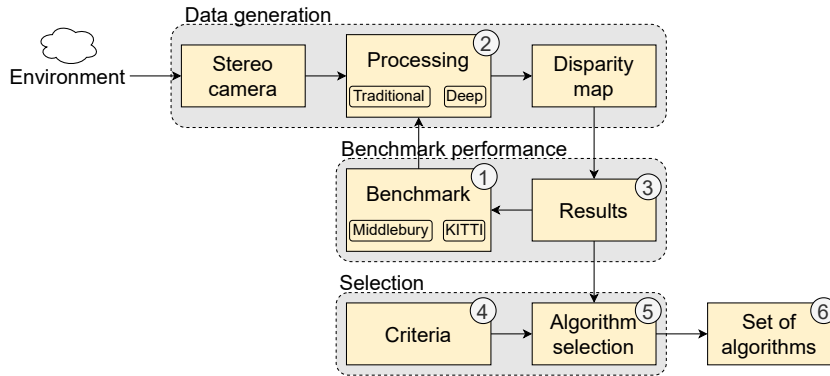 Data generation
Environment
Stereo
camera
2
Processing
Traditional
Deep
Disparity
map
Benchmark performance
1
Benchmark
Middlebury
KITTI
3
Results
Selection
4
Criteria
5
Algorithm
selection
6
Set of
algorithms